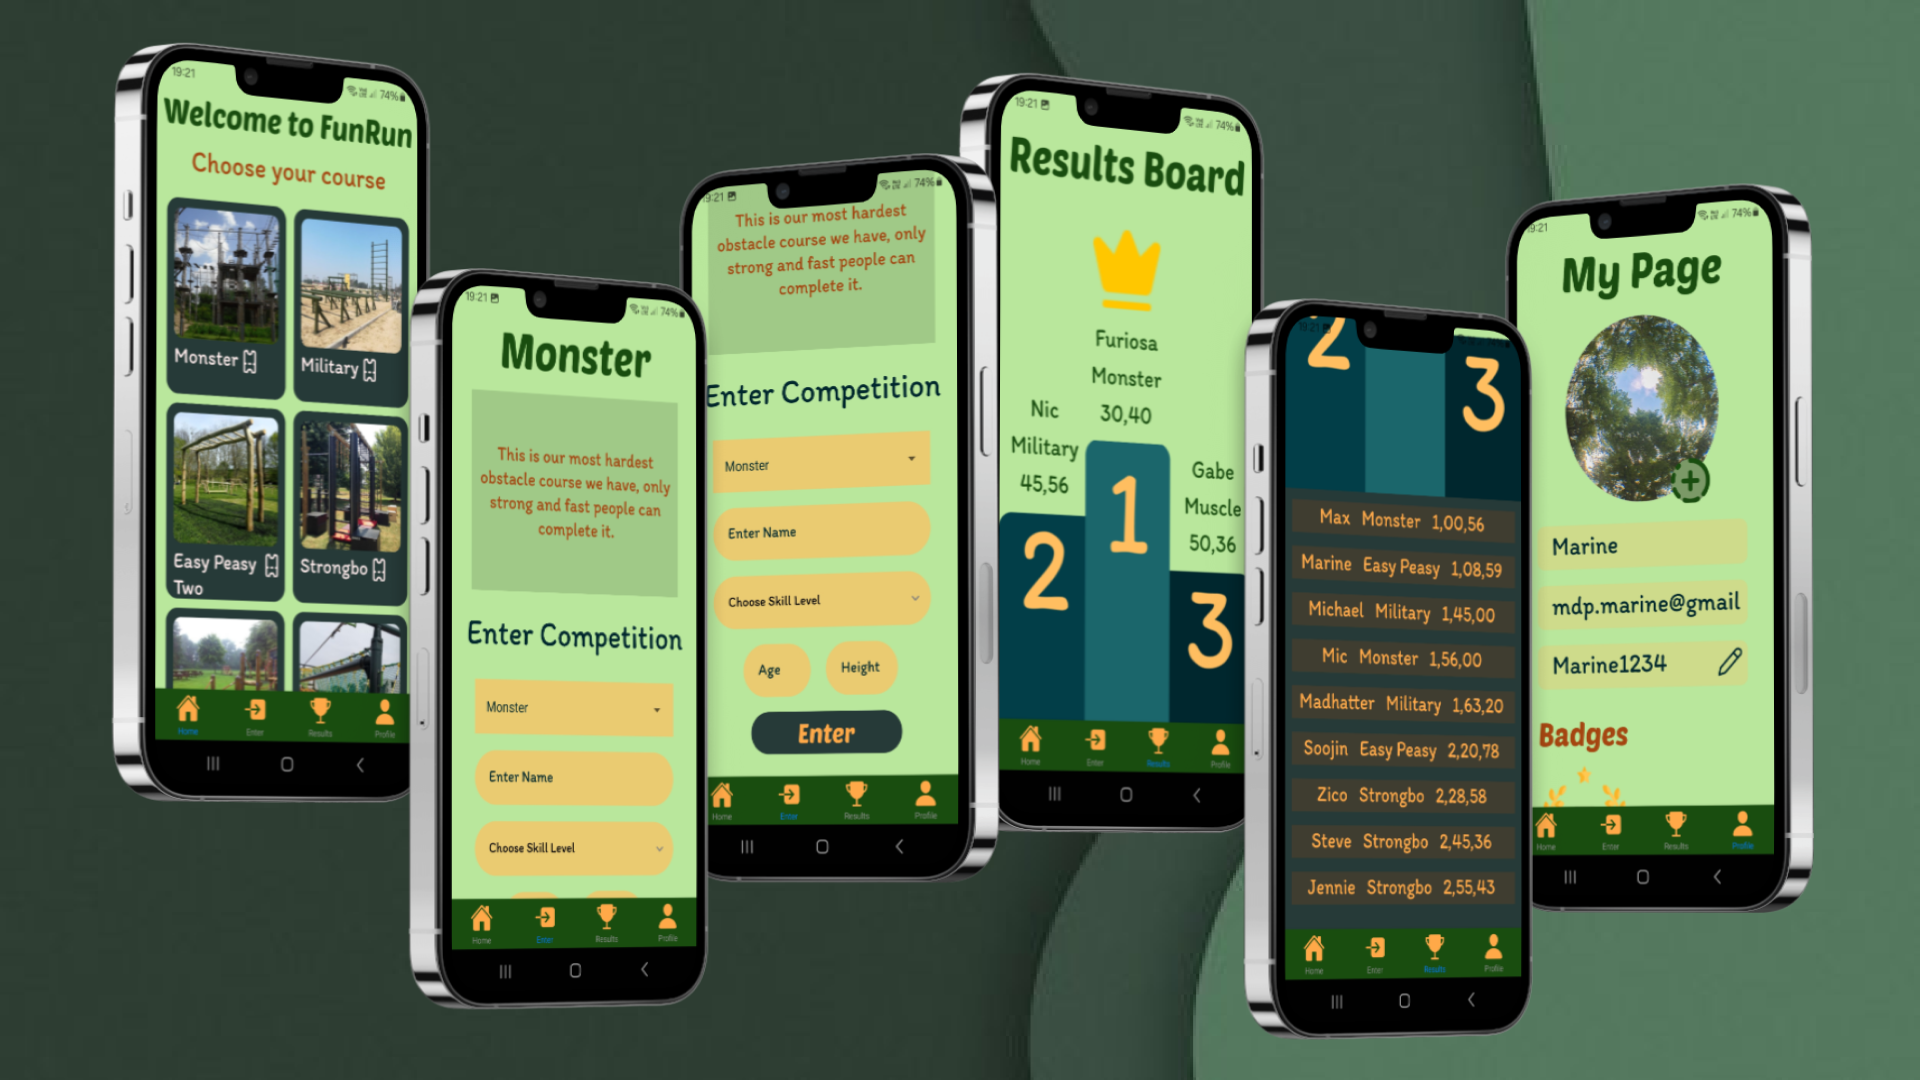 19:21
74%
Welcome to FunRun
Choose your course
Monster
Military
Easy Peasy
Two
Strongbo
Home
Enter
Results
Profile
19:21
74%
Monster
This is our most hardest
obstacle course we have, only
strong and fast people can
complete it.
Enter Competition
Monster
Enter Name
Choose Skill Level
Home
Enter
Results
Profile
9:21
74%
This is our most hardest
obstacle course we have, only
strong and fast people can
complete it.
Enter Competition
Monster
Enter Name
Choose Skill Level
Age
Height
Enter
Home
Enter
Results
Profile
19:21
74%
Results Board
Furiosa
Monster
30,40
Nic
Military
45,56
Gabe
Muscle
50,36
1
2
3
Home
Enter
Results
Profile
19:21
2
3
Max Monster 1,00,56
Marine Easy Peasy 1,08,59
Michael Military 1,45,00
Mic Monster 1,56,00
Madhatter Military 1,63,20
Soojin Easy Peasy 2,20,78
Zico Strongbo 2,28,58
Steve Strongbo 2,45,36
Jennie Strongbo 2,55,43
Home
Enter
Results
Profile
19:21
74%
My Page
Marine
mdp.marine@gmail
Marine1234
Badges
Home
Enter
Results
Profile